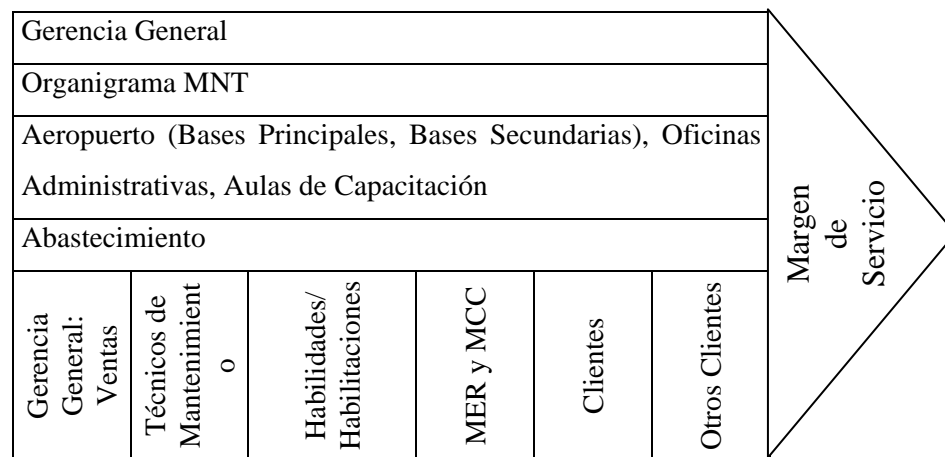 Gerencia General
Organigrama MNT
Aeropuerto (Bases Principales, Bases Secundarias), Oficinas
Administrativas, Aulas de Capacitación
Abastecimiento
Gerencia
General:
Ventas
Técnicos de
Mantenimient
o
Habilidades/
Habilitaciones
MER y MCC
Clientes
Otros Clientes
Margen
de
Servicio